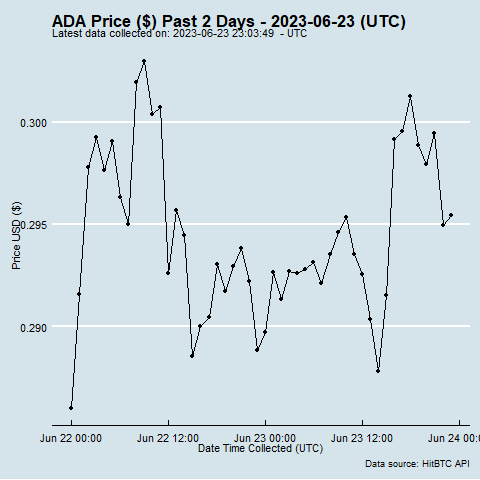 ADA Price ($) Past 2 Days - 2023-06-23 (UTC)
Latest data collected on: 2023-06-23 23:03:49 - UTC
0.300
0.295
0.290
Price USD ($)
Jun 22 00:00 Jun 22 12:00 Jun 23 00:00 Jun 23 12:00 Jun 24 00:0
Date Time Collected (UTC)
Data source: HitBTC API